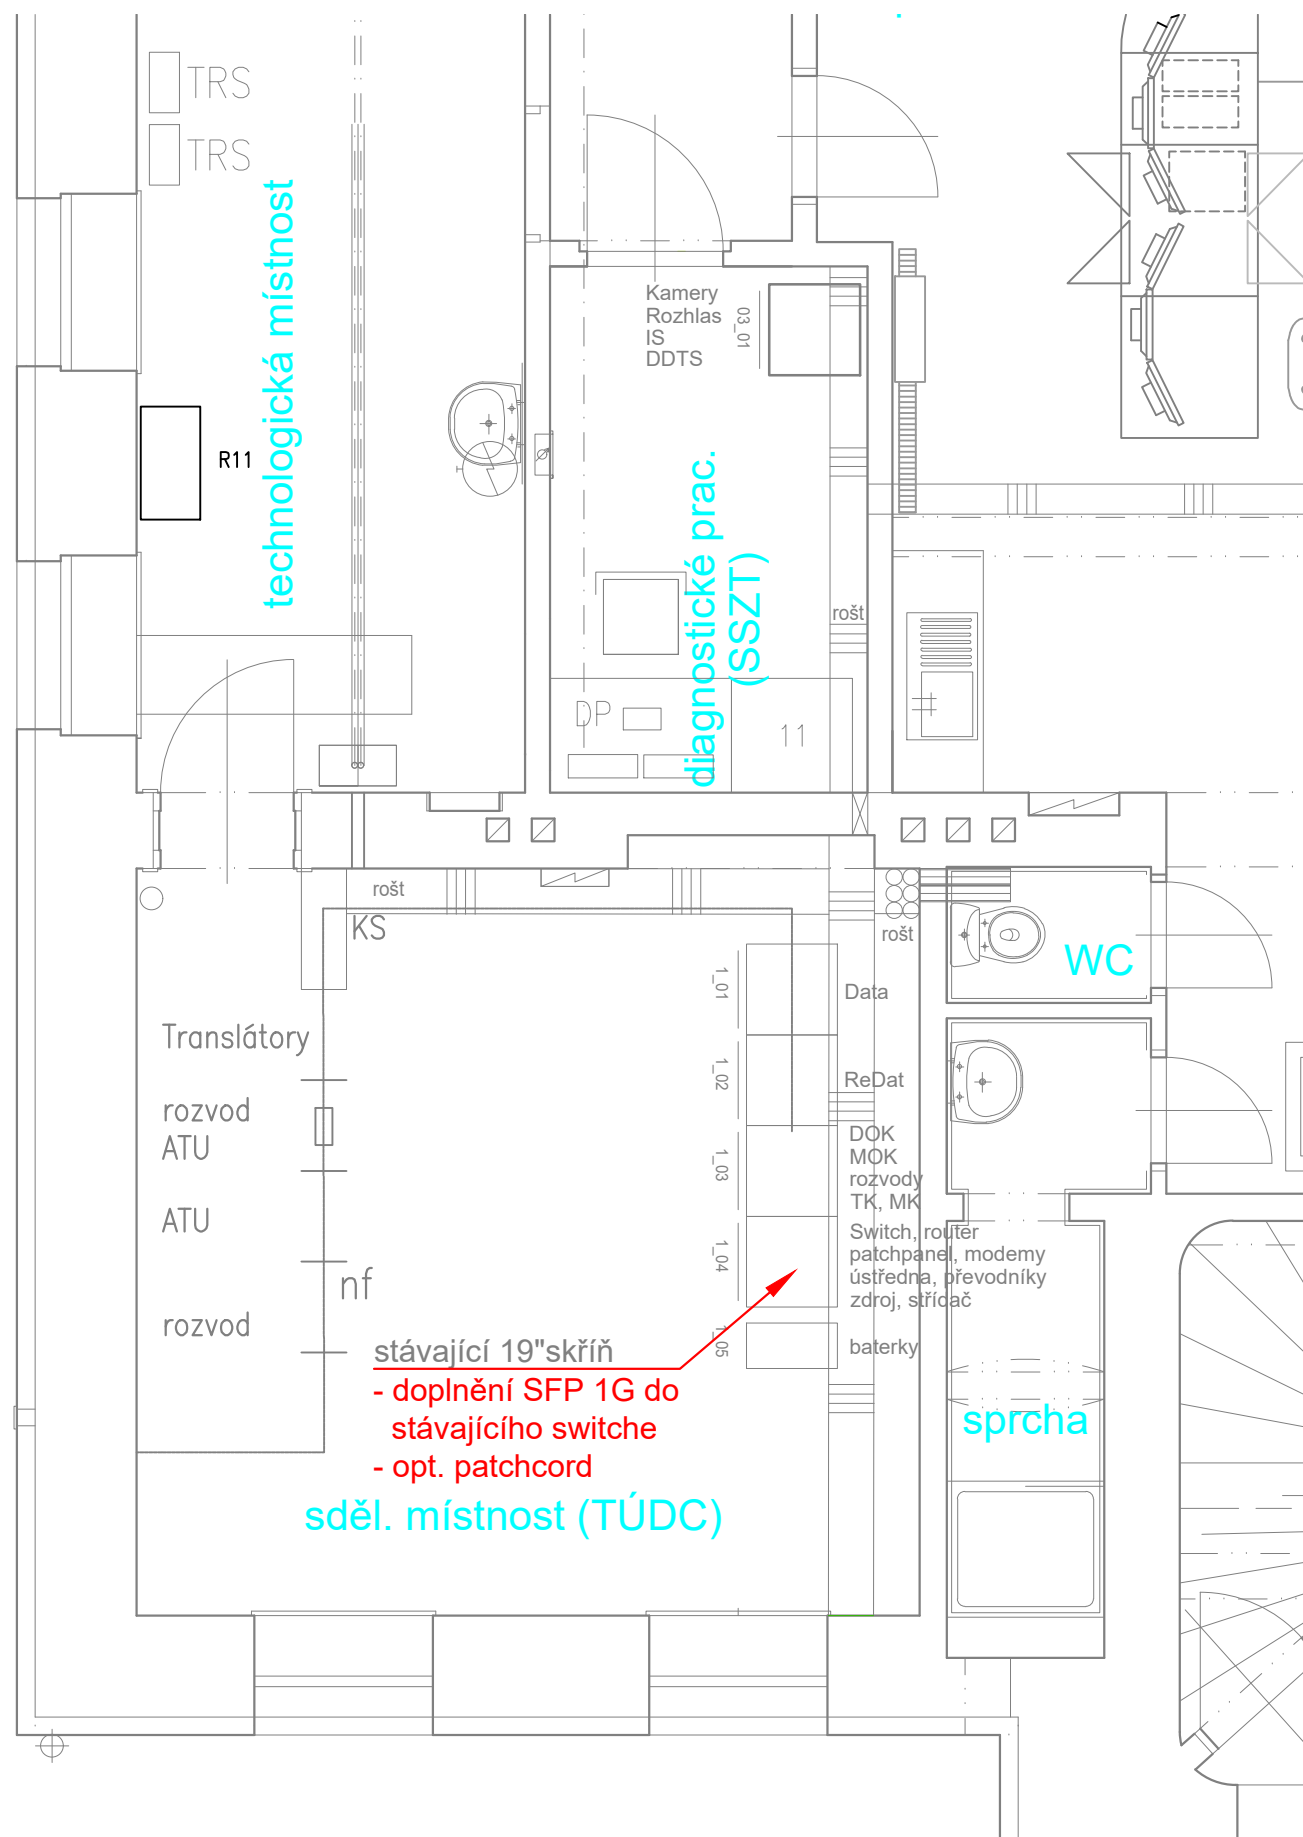 TRS
TRS
technologická místnost
R11
Kamery
Rozhlas
IS
DDTS
03_01
diagnostické prac.
(SSZT)
rošt
DP
11
rošt
KS
rošt
WC
1_01
Data
Translátory
1_02
ReDat
rozvod
ATU
1_03
DOK
MOK
rozvody
TK, MK
ATU
nf
1_04
Switch, router
patchpanel, modemy
ústředna, převodníky
zdroj, střídač
rozvod
1_05
baterky
stávající 19"skříň
- doplnění SFP 1G do
stávajícího switche
- opt. patchcord
sprcha
sděl. místnost (TÚDC)